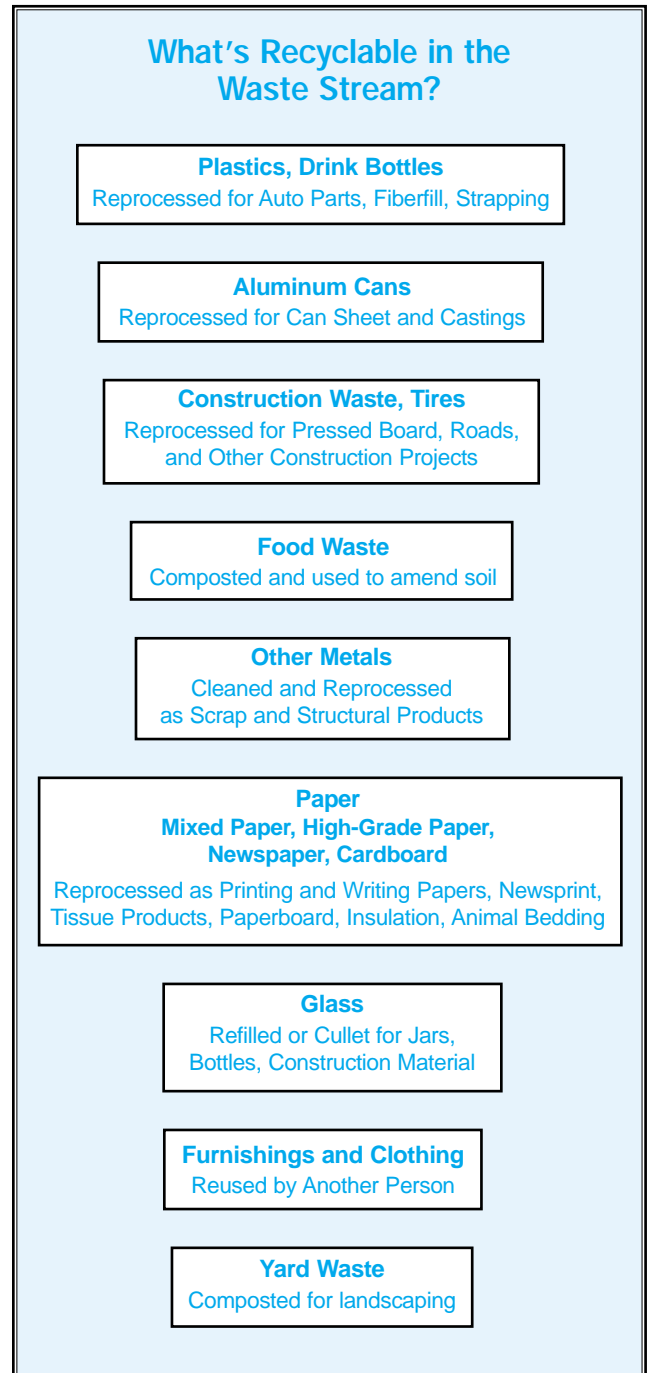 What's Recyclable in the
Waste Stream?
Plastics, Drink Bottles
Reprocessed for Auto Parts, Fiberfill, Strapping
Aluminum Cans
Reprocessed for Can Sheet and Castings
Construction Waste, Tires
Reprocessed for Pressed Board, Roads,
and Other Construction Projects
Food Waste
Composted and used to amend soil
Other Metals
Cleaned and Reprocessed
as Scrap and Structural Products
Paper
Mixed Paper, High-Grade Paper,
Newspaper, Cardboard
Reprocessed as Printing and Writing Papers, Newsprint,
Tissue Products, Paperboard, Insulation, Animal Bedding
Glass
Refilled or Cullet for Jars,
Bottles, Construction Material
Furnishings and Clothing
Reused by Another Person
Yard Waste
Composted for landscaping